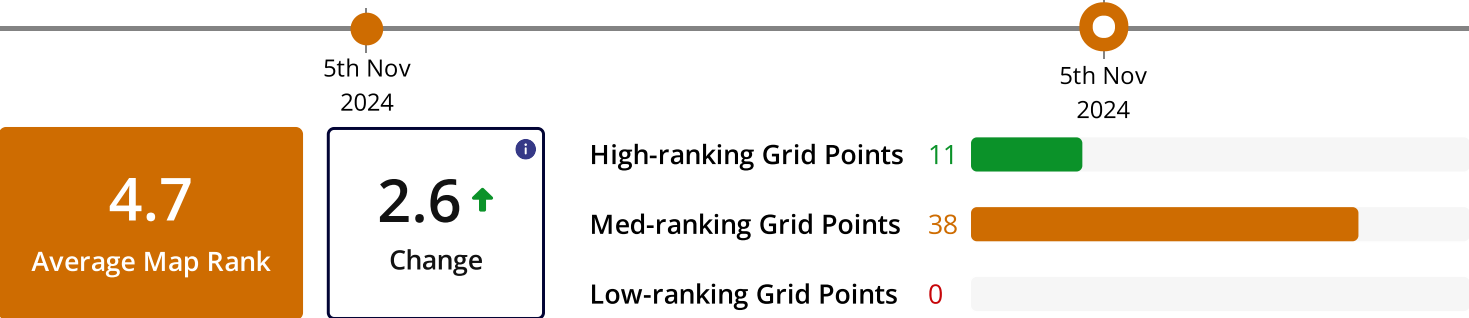 5th Nov
2024
5th Nov
2024
4.7
Average Map Rank
2.6
Change
High-ranking Grid Points 11
Med-ranking Grid Points 38
Low-ranking Grid Points 0